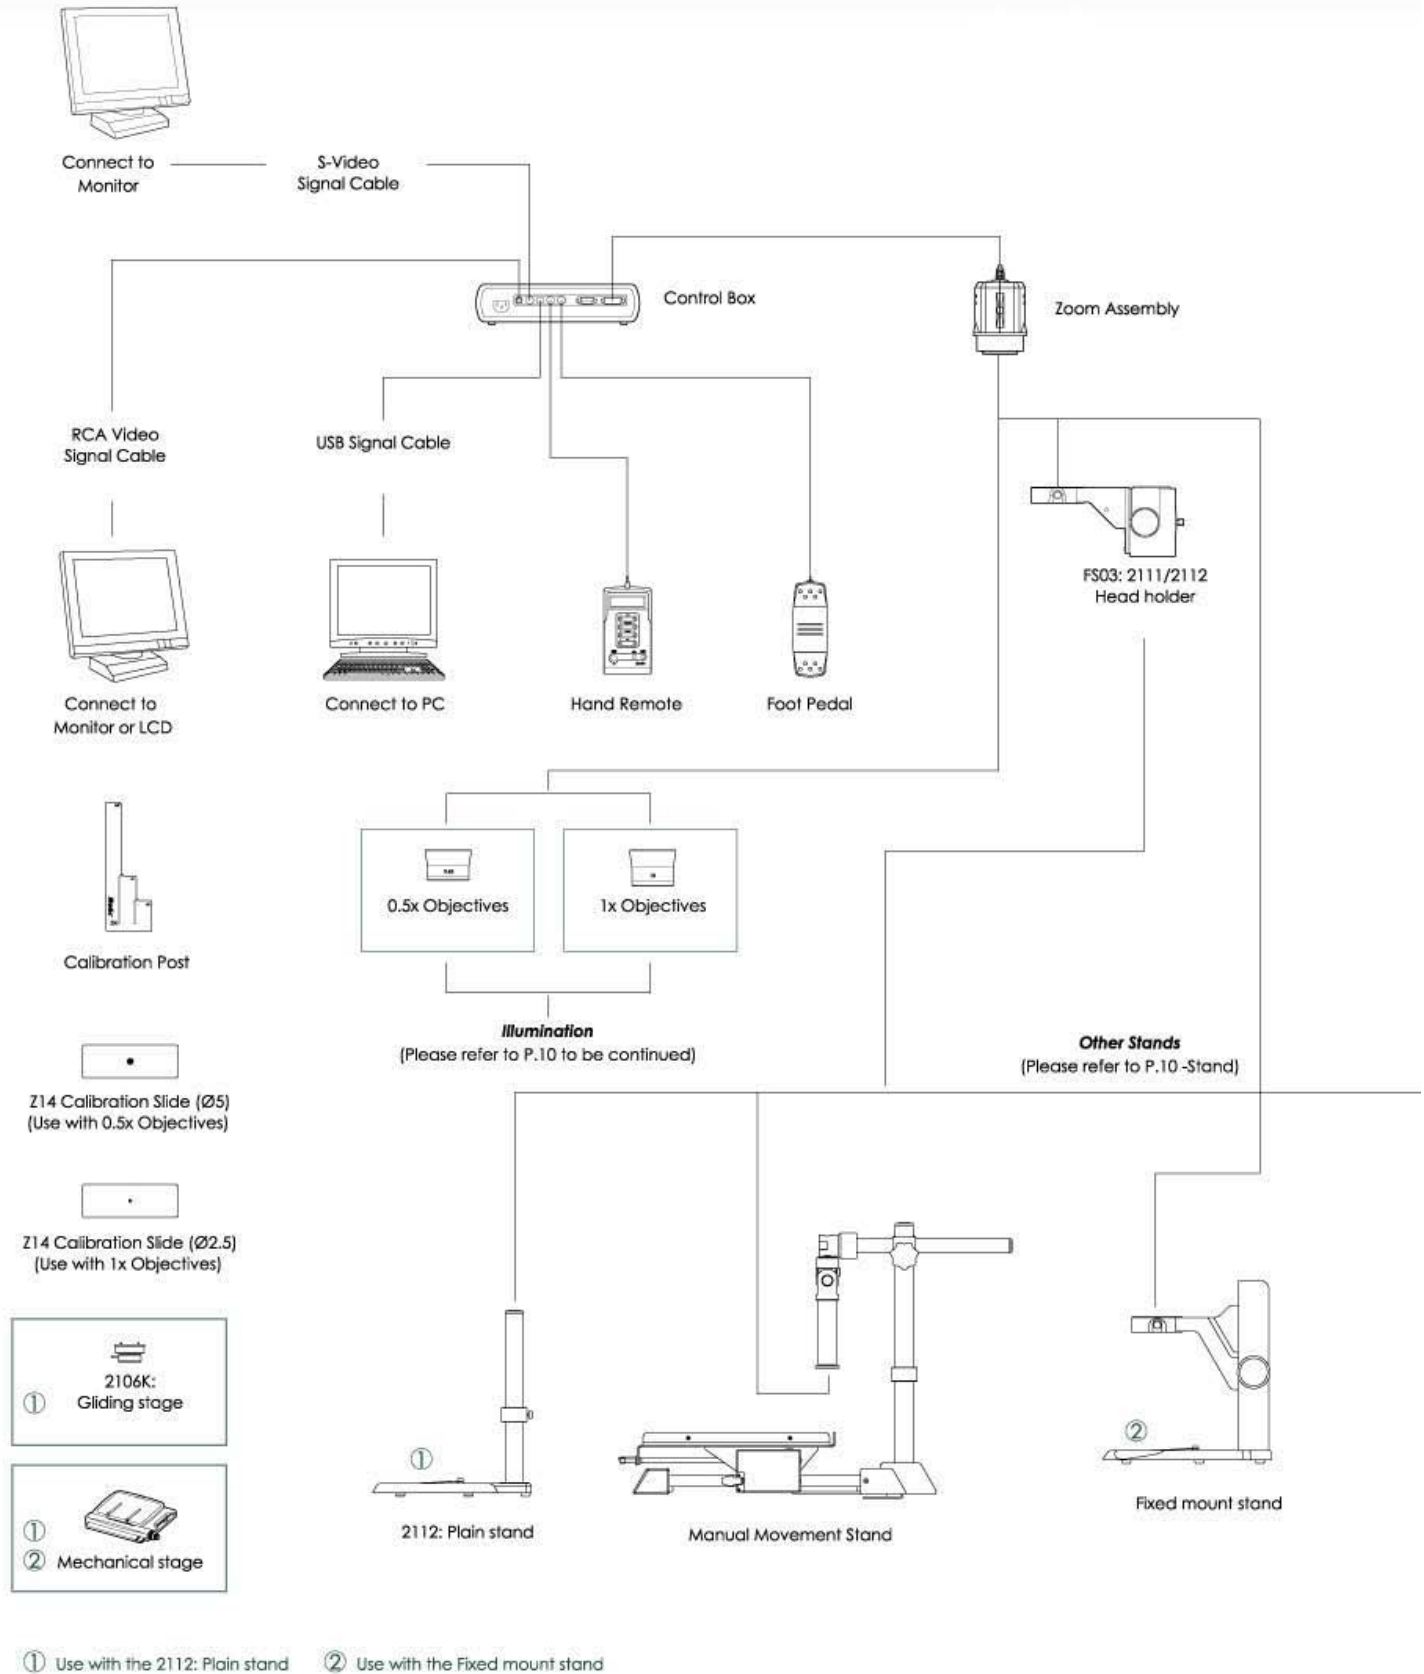 Connect to
Monitor
S-Video
Signal Cable
Control Box
Zoom Assembly
RCA Video
Signal Cable
USB Signal Cable
FS03: 2111/2112
Head holder
Connect to
Monitor or LCD
Connect to PC
Hand Remote
Foot Pedal
0.5x Objectives
1x Objectives
Calibration Post
Illumination
(Please refer to P.10 to be continued)
Other Stands
(Please refer to P.10 -Stand)
Z14 Calibration Slide (Ø5)
(Use with 0.5x Objectives)
Z14 Calibration Slide (Ø2.5)
(Use with 1x Objectives)
2106K:
① Gliding stage
①
② Mechanical stage
①
2112: Plain stand
Manual Movement Stand
②
Fixed mount stand
① Use with the 2112: Plain stand
② Use with the Fixed mount stand